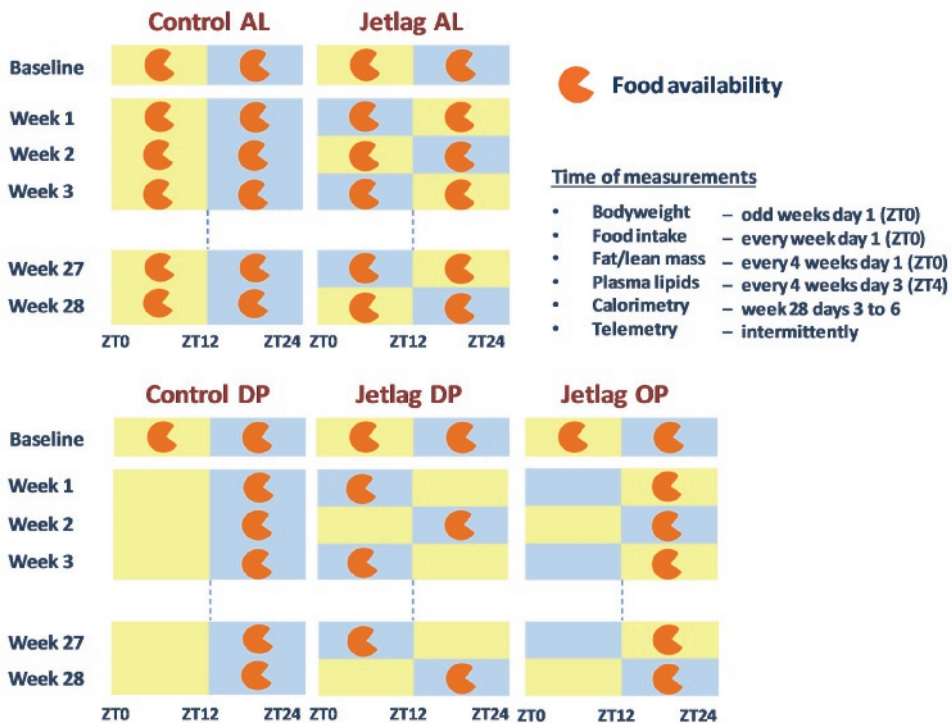 Control AL Jetlag AL
Baseline
Food availability
Week 1
Week 2
Week 3
Time of measurements
• Bodyweight – odd weeks day 1 (ZT0)
• Food intake – every week day 1 (ZT0)
• Fat/lean mass – every 4 weeks day 1 (ZT0)
• Plasma lipids – every 4 weeks day 3 (ZT4)
• Calorimetry – week 28 days 3 to 6
• Telemetry – intermittently
Week 27
Week 28
ZT0 ZT12 ZT24 ZT0 ZT12 ZT24
Control DP Jetlag DP Jetlag OP
Baseline
Week 1
Week 2
Week 3
Week 27
Week 28
ZT0 ZT12 ZT24 ZT0 ZT12 ZT24 ZT0 ZT12 ZT24